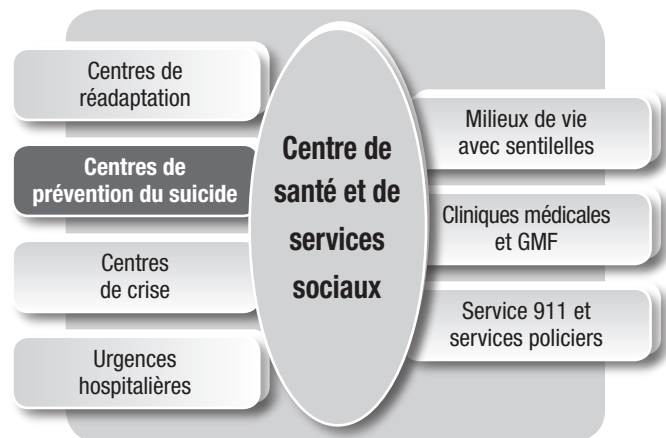 Centres de
réadaptation
Centres de
prévention du suicide
Centres
de crise
Urgences
hospitalières
Centre de
santé et de
services
sociaux
Milieux de vie
avec sentilelles
Cliniques médicales
et GMF
Service 911 et
services policiers